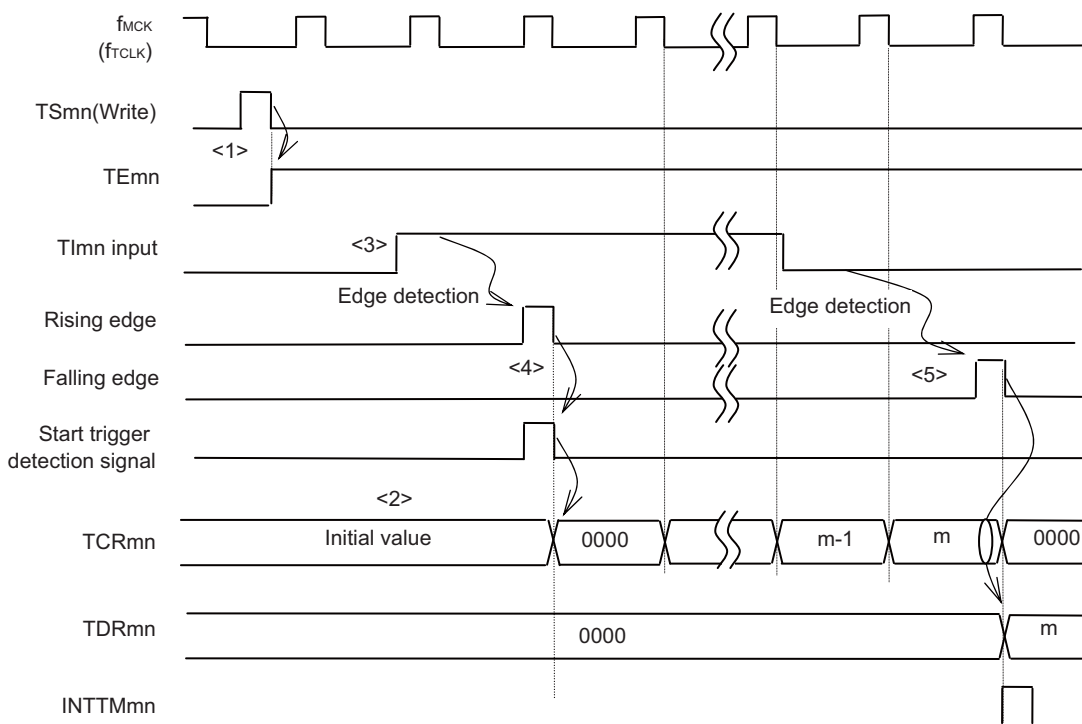 fMCK
(fTCLK)
TSmn(Write)
<1>
TEmn
TImn input
<3>
Edge detection
Edge detection
Rising edge
<4>
Falling edge
<5>
Start trigger
detection signal
<2>
TCRmn
Initial value
0000
m-1
m
0000
TDRmn
0000
m
INTTMmn